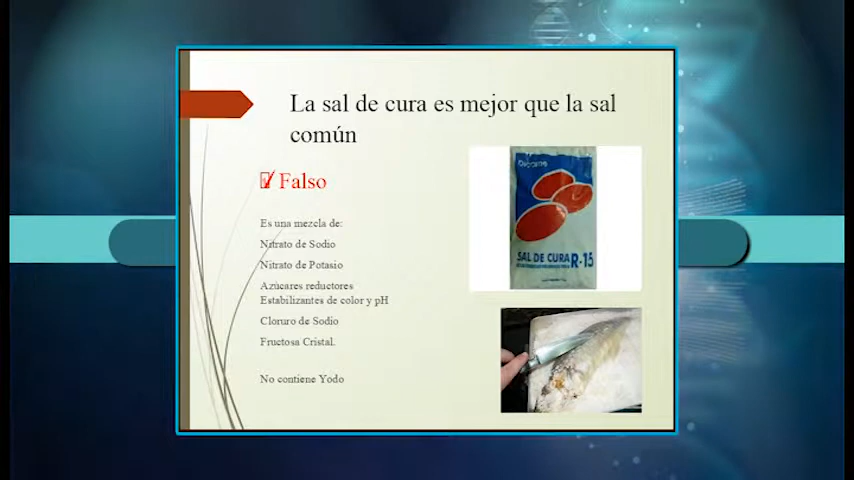 La sal de cura es mejor que la sal
común
Falso
Es una mezcla de:
Nitrato de Sodio
Nitrato de Potasio
Azúcares reductores
Estabilizantes de color y pH
Cloruro de Sodio
Fructosa Cristal.
No contiene Yodo
SAL DE CURA R-15